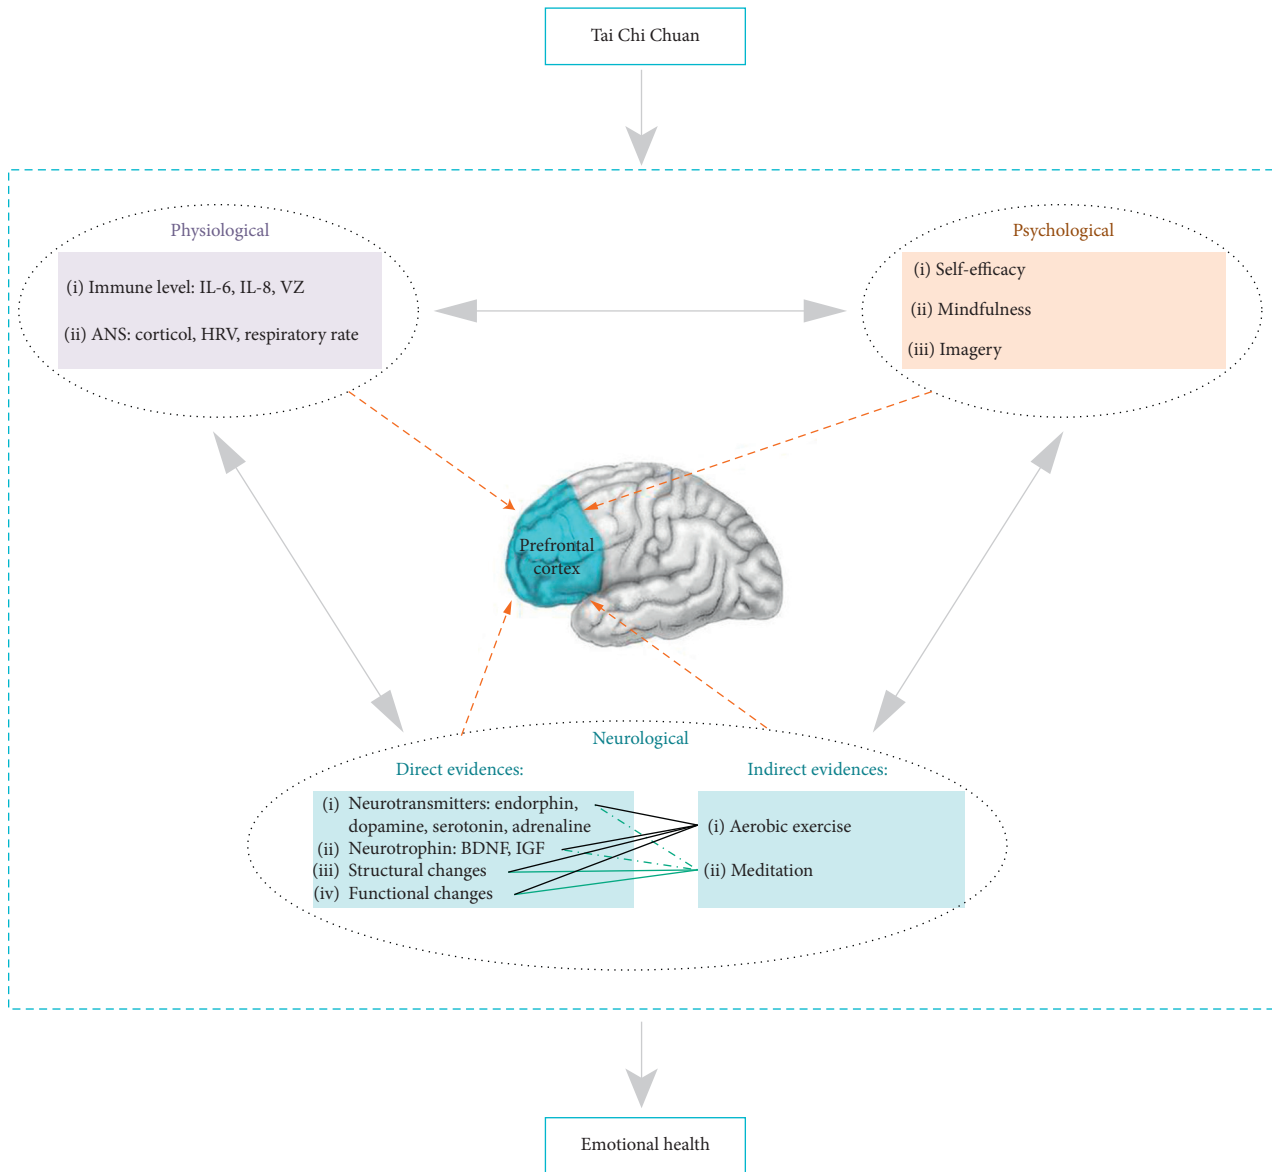 Tai Chi Chuan
Physiological
(i) Immune level: IL-6, IL-8, VZ
(ii) ANS: corticol, HRV, respiratory rate
Psychological
(i) Self-efficacy
(ii) Mindfulness
(iii) Imagery
Prefrontal
cortex
Neurological
Direct evidences:
(i) Neurotransmitters: endorphin,
dopamine, serotonin, adrenaline
(ii) Neurotrophin: BDNF, IGF
(iii) Structural changes
(iv) Functional changes
Indirect evidences:
(i) Aerobic exercise
(ii) Meditation
Emotional health